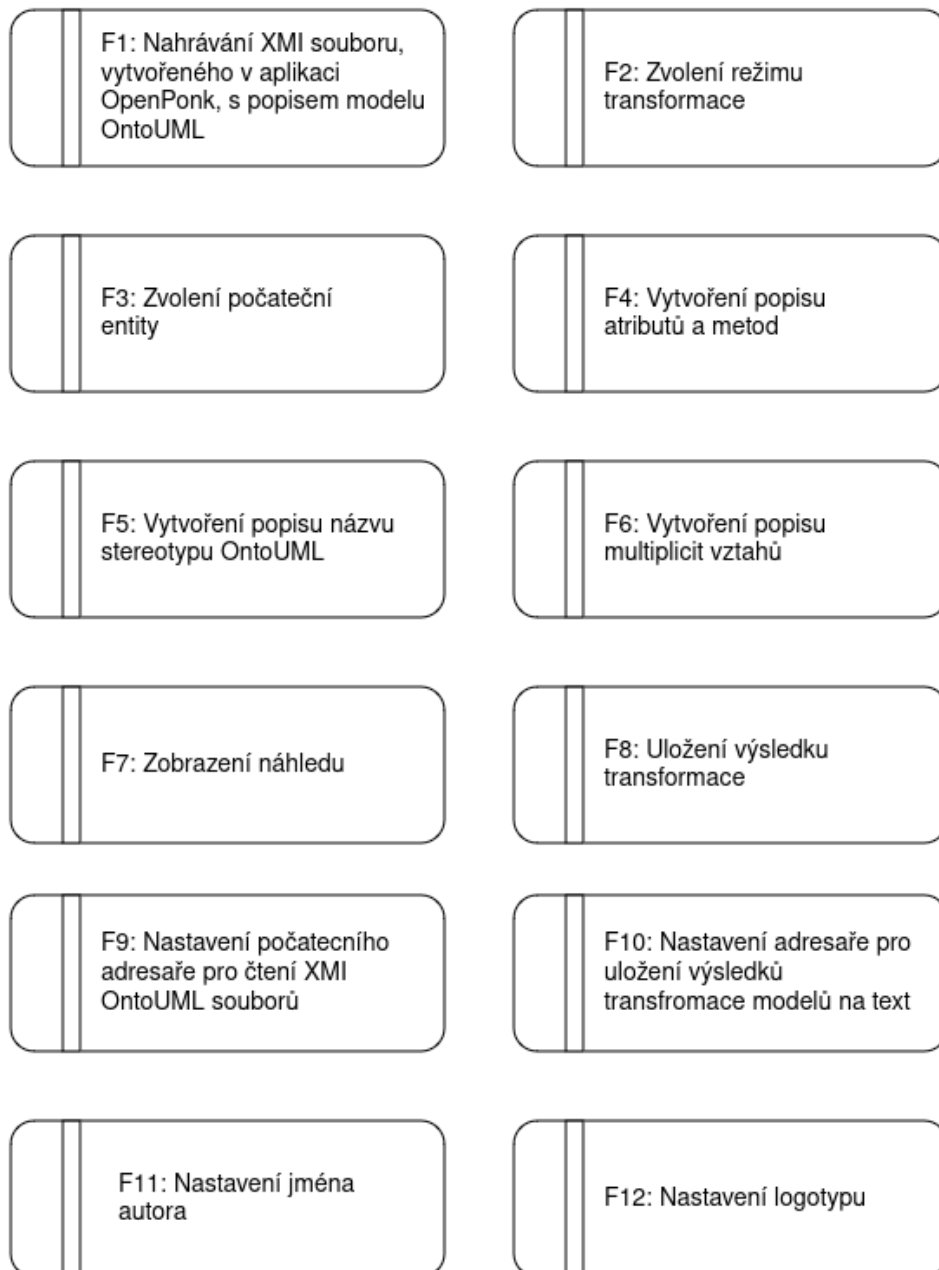 F1: Nahrávání XMI souboru,
vytvořeného v aplikaci
OpenPonk, s popisem modelu
OntoUML
F2: Zvolení režimu
transformace
F3: Zvolení počateční
entity
F4: Vytvoření popisu
atributů a metod
F5: Vytvoření popisu názvu
stereotypu OntoUML
F6: Vytvoření popisu
multiplicit vztahů
F7: Zobrazení náhledu
F8: Uložení výsledku
transformace
F9: Nastavení počatecního
adresaře pro čtení XMI
OntoUML souborů
F10: Nastavení adresaře pro
uložení výsledků
transfromace modelů na text
F11: Nastavení jména
autora
F12: Nastavení logotypu